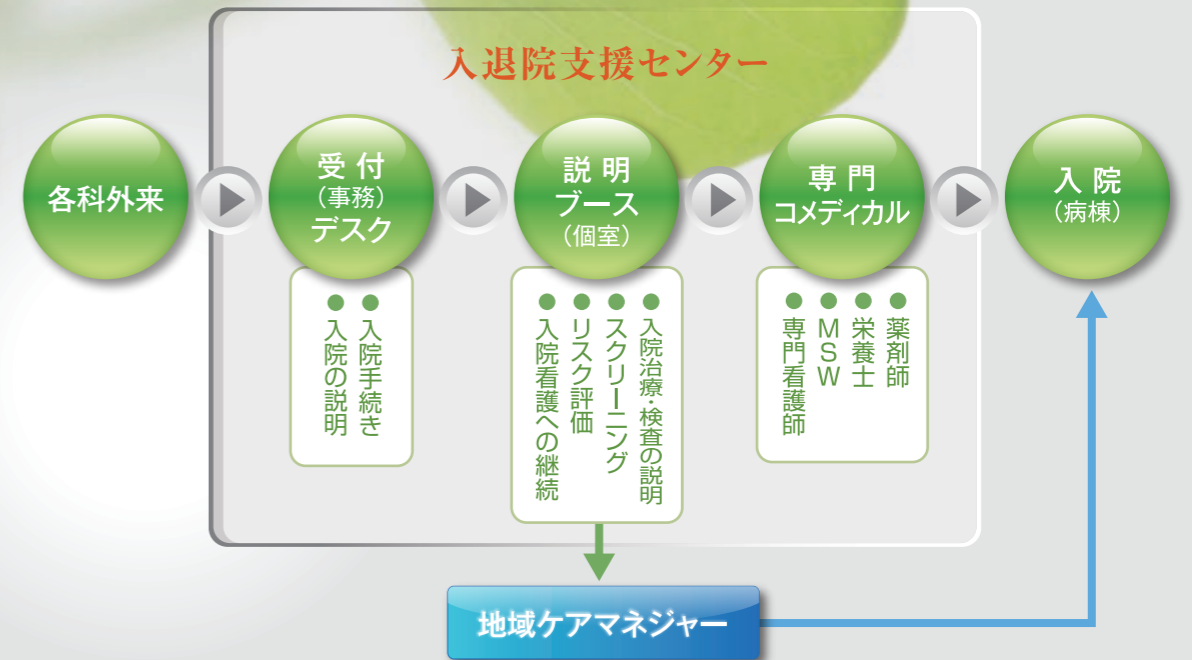 入退院支援センター
各科外来
受 付
（事務）
デスク
説 明
ブース
（個室）
専 門
コメディカル
入 院
（病棟）
● 入院手続き
● 入院の説明
● 入院治療・検査の説明
● スクリーニング
● リスク評価
● 入院看護への継続
● 薬剤師
● 栄養士
● MSW
● 専門看護師
地域ケアマネジャー